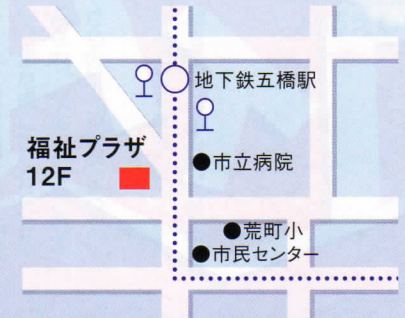 地下鉄五橋駅
福祉プラザ
12F
●市立病院
●荒町小
●市民センター